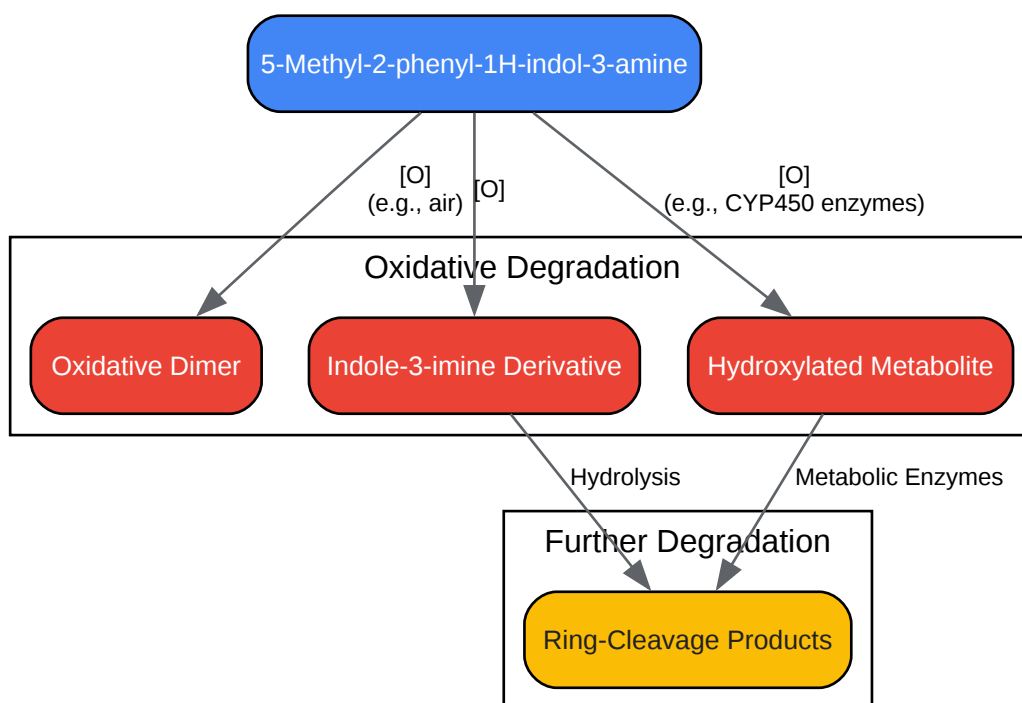 5-Methyl-2-phenyl-1H-indol-3-amine
[O]
(e.g., air)
[O]
[O]
(e.g., CYP450 enzymes)
Oxidative Degradation
Oxidative Dimer
Indole-3-imine Derivative
Hydroxylated Metabolite
Hydrolysis
Metabolic Enzymes
Further Degradation
Ring-Cleavage Products